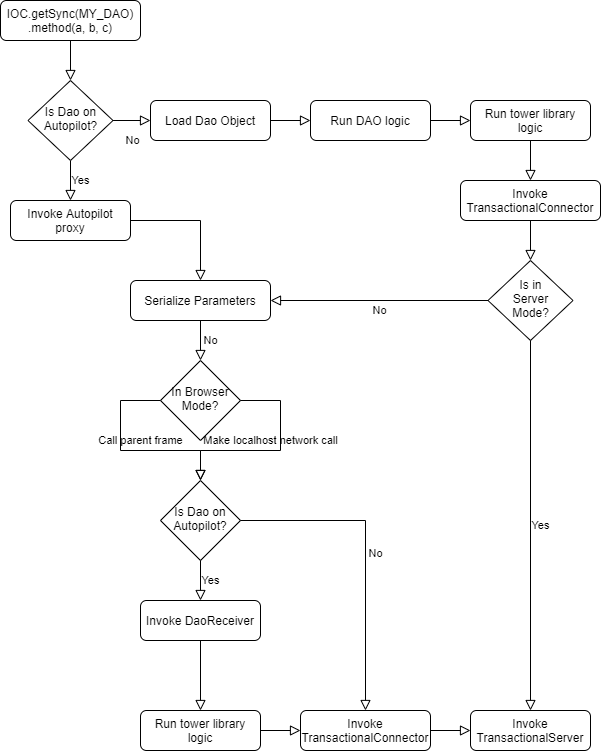 IOC.getSync(MY_DAO)
.method(a, b, c)
Is Dao on
Autopilot?
No
Load Dao Object
Run DAO logic
Run tower library
logic
Yes
Invoke Autopilot
proxy
Invoke
TransactionalConnector
Serialize Parameters
Is in
Server
Mode?
No
No
In Browser
Mode?
Call parent frame
Make localhost network call
Is Dao on
Autopilot?
No
Yes
Yes
Invoke DaoReceiver
Run tower library
logic
Invoke
TransactionalConnector
Invoke
TransactionalServer